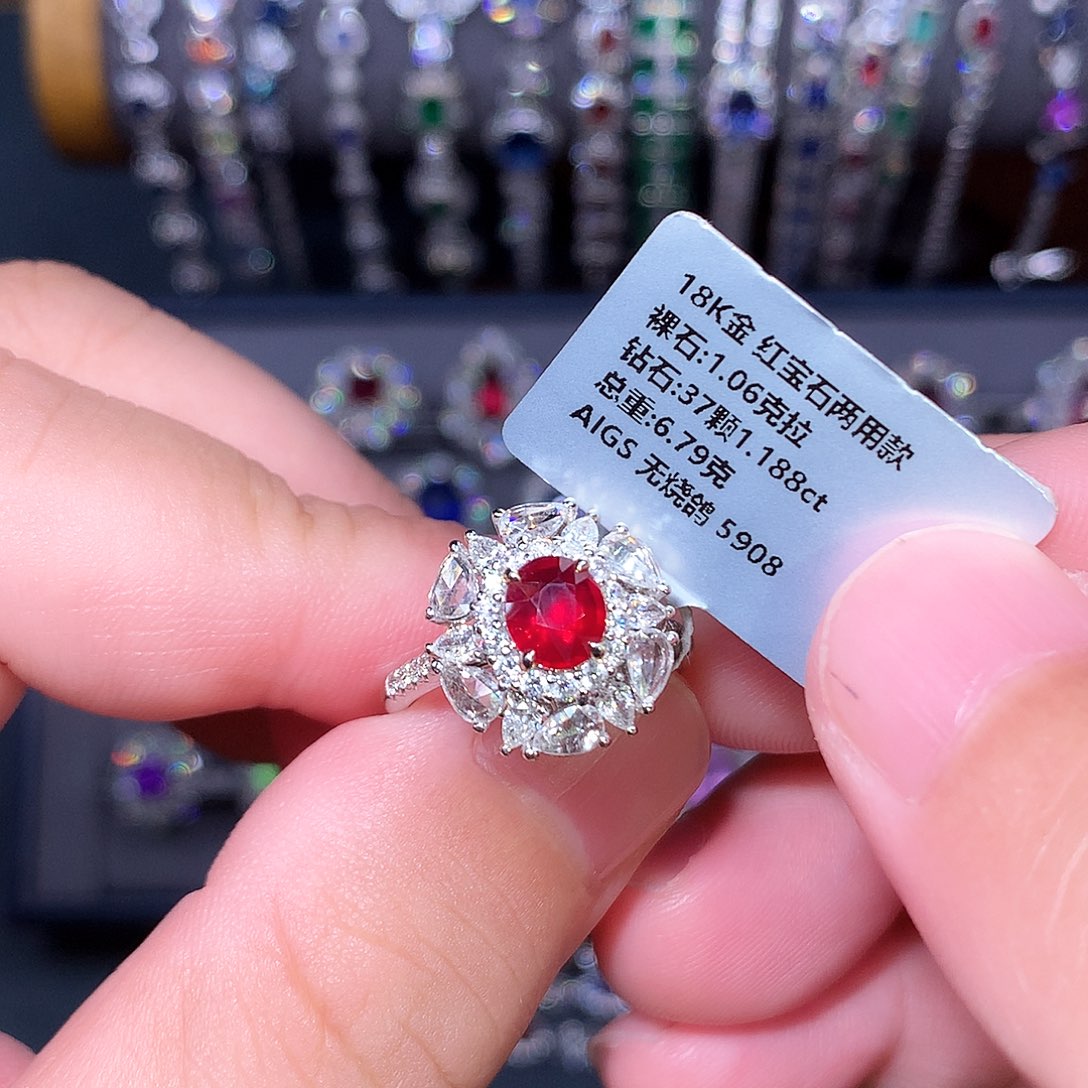 18K金 红宝石两用款
裸石:1.06克拉
钻石:37颗1.188ct
总重:6.79克
AIGS 无烧鸽 5908